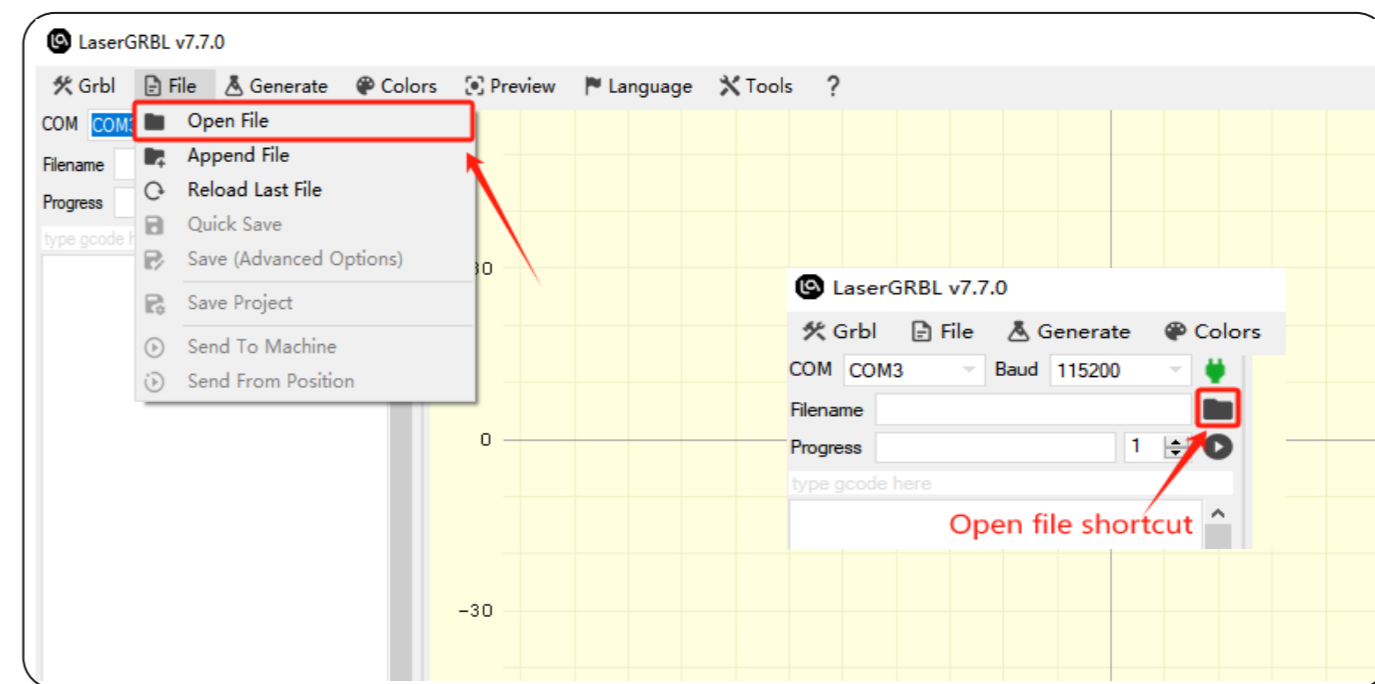 LaserGRBL v7.7.0
Grbl File Generate Colors Preview Language Tools ?
COM COM3
Open File
Filename
Append File
Progress
Reload Last File
Quick Save
type gcode h
Save (Advanced Options)
Save Project
Send To Machine
Send From Position
0
-30
LaserGRBL v7.7.0
Grbl File Generate Colors
COM COM3 Baud 115200
Filename
Progress 1
type gcode here
Open file shortcut